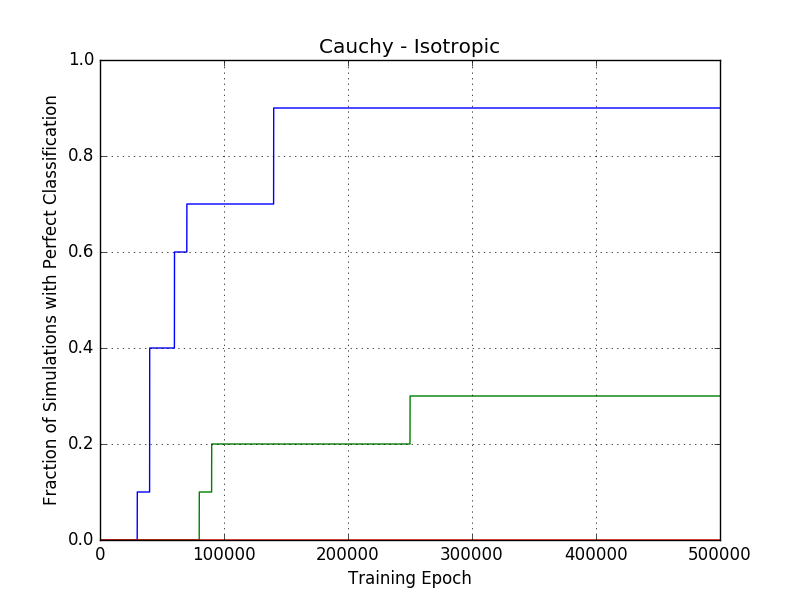 Cauchy - Isotropic
Fraction of Simulations with Perfect Classification
1.0
0.8
0.6
0.4
0.2
0.0
0 100000 200000 300000 400000 500000
Training Epoch